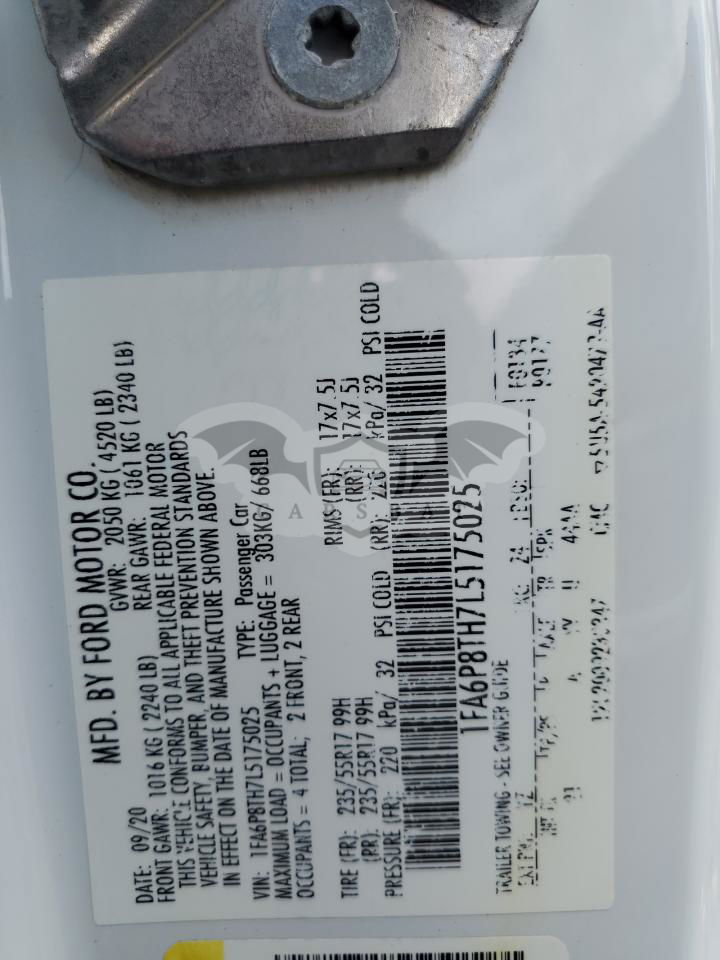 MFD. BY FORD MOTOR CO.
DATE: 09/20 GVWR: 2050 KG ( 4520 LB)
FRONT GAWR: 1016 KG ( 2240 LB) REAR GAWR: 1061 KG ( 2340 LB)
THIS VEHICLE CONFORMS TO ALL APPLICABLE FEDERAL MOTOR
VEHICLE SAFETY, BUMPER, AND THEFT PREVENTION STANDARDS
IN EFFECT ON THE DATE OF MANUFACTURE SHOWN ABOVE.
VIN: 1FA6P8TH7L5175025 TYPE: Passenger Car
MAXIMUM LOAD = OCCUPANTS + LUGGAGE = 303KG/ 668LB
OCCUPANTS = 4 TOTAL; 2 FRONT, 2 REAR
TIRE (FR): 235/55R17 99H RIMS (FR): 17x7.5J
(RR): 235/55R17 99H (RR): 17x7.5J
PRESSURE (FR): 220 kPa/ 32 PSI COLD (RR): 220 kPa/ 32 PSI COLD
1FA6P8TH7L5175025
TRAILER TOWING - SEE OWNER GUIDE
24